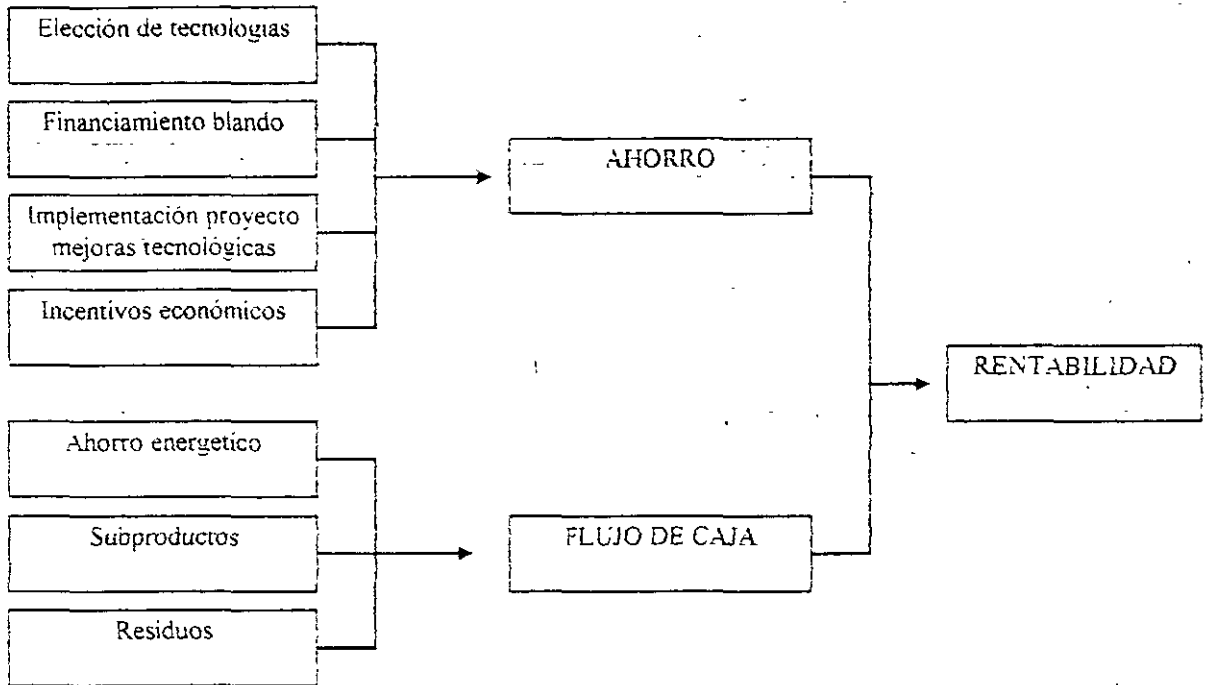 Elección de tecnologias
Financiamiento blando
Implementación proyecto
mejoras tecnológicas
Incentivos económicos
AHORRO
RENTABILIDAD
Ahorro energetico
Subproductos
Residuos
FLUJO DE CAJA